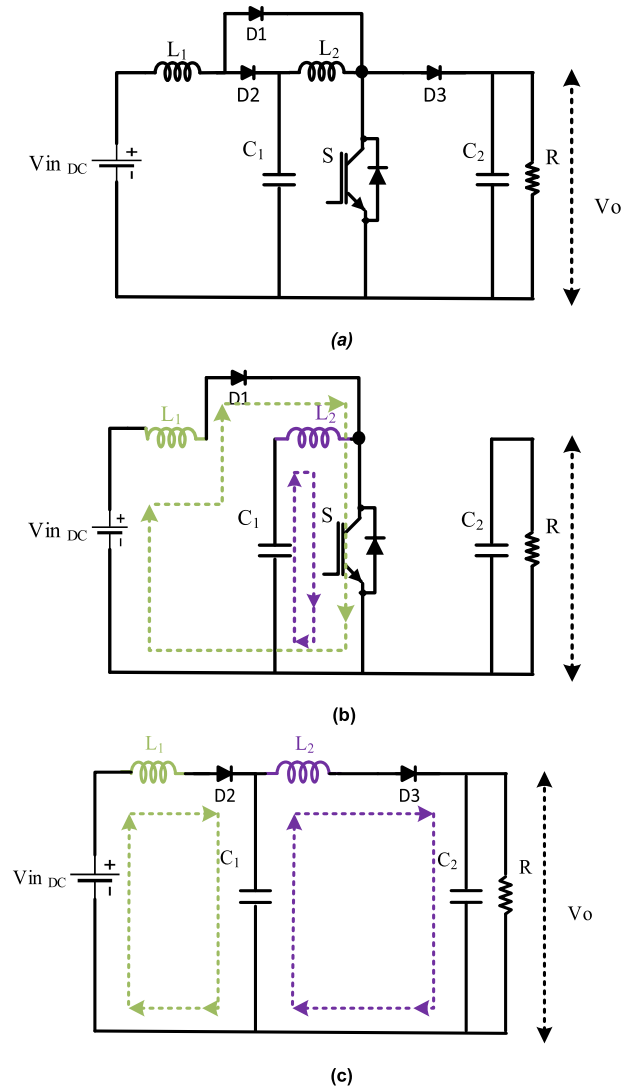 D1
L1 L2
D2 D3
Vin DC + - C1 S C2 R Vo
(a)
D1
L1 L2
Vin DC + - C1 S C2 R
(b)
L1 L2
D2 D3
Vin DC + - C1 C2 R Vo
(c)